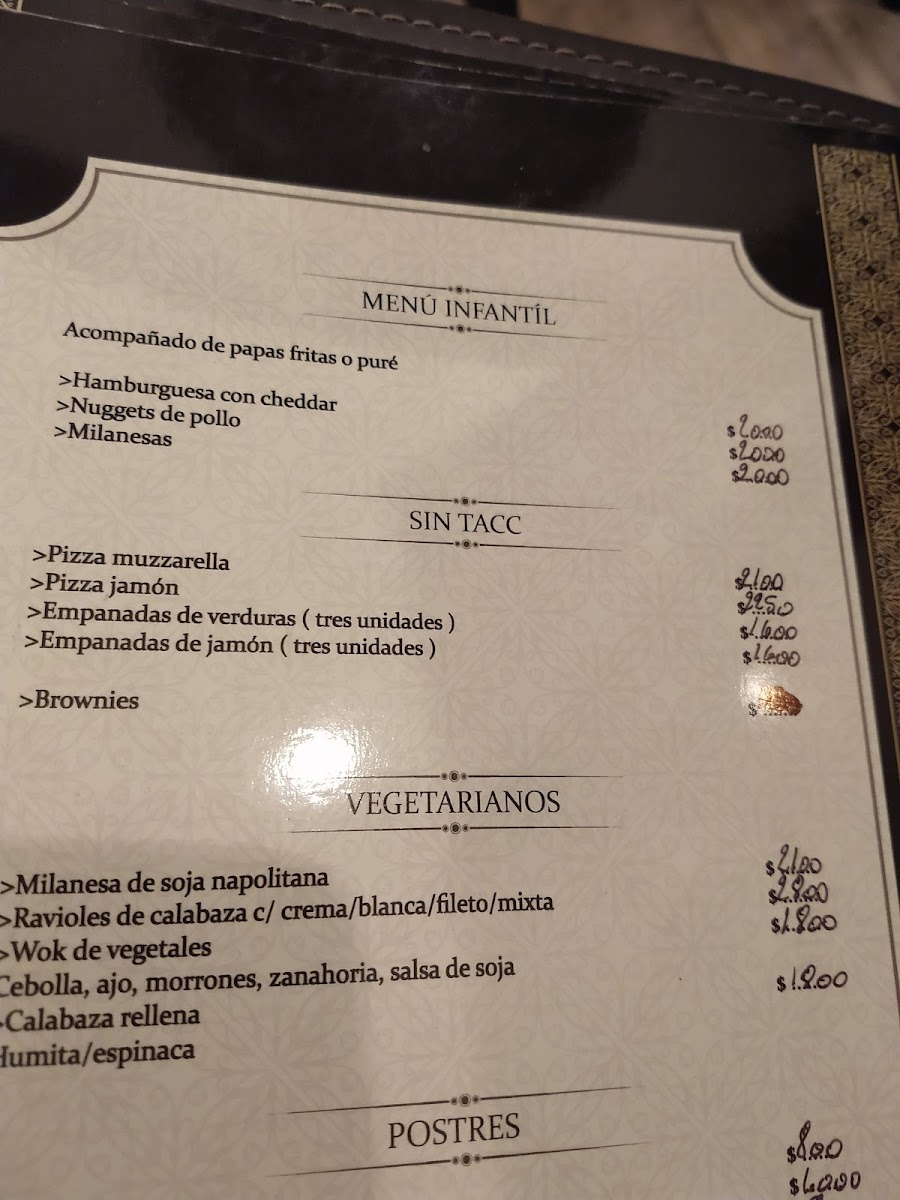 MENÚ INFANTÍL
Acompañado de papas fritas o puré
>Hamburguesa con cheddar $2000
>Nuggets de pollo $2000
>Milanesas $2000
SIN TACC
>Pizza muzzarella $2100
>Pizza jamón $2250
>Empanadas de verduras ( tres unidades ) $1600
>Empanadas de jamón ( tres unidades ) $1600
>Brownies $
VEGETARIANOS
>Milanesa de soja napolitana $2100
>Ravioles de calabaza c/ crema/blanca/fileto/mixta
>Wok de vegetales $1800
Cebolla, ajo, morrones, zanahoria, salsa de soja
>Calabaza rellena $1800
Humita/espinaca
POSTRES
$800